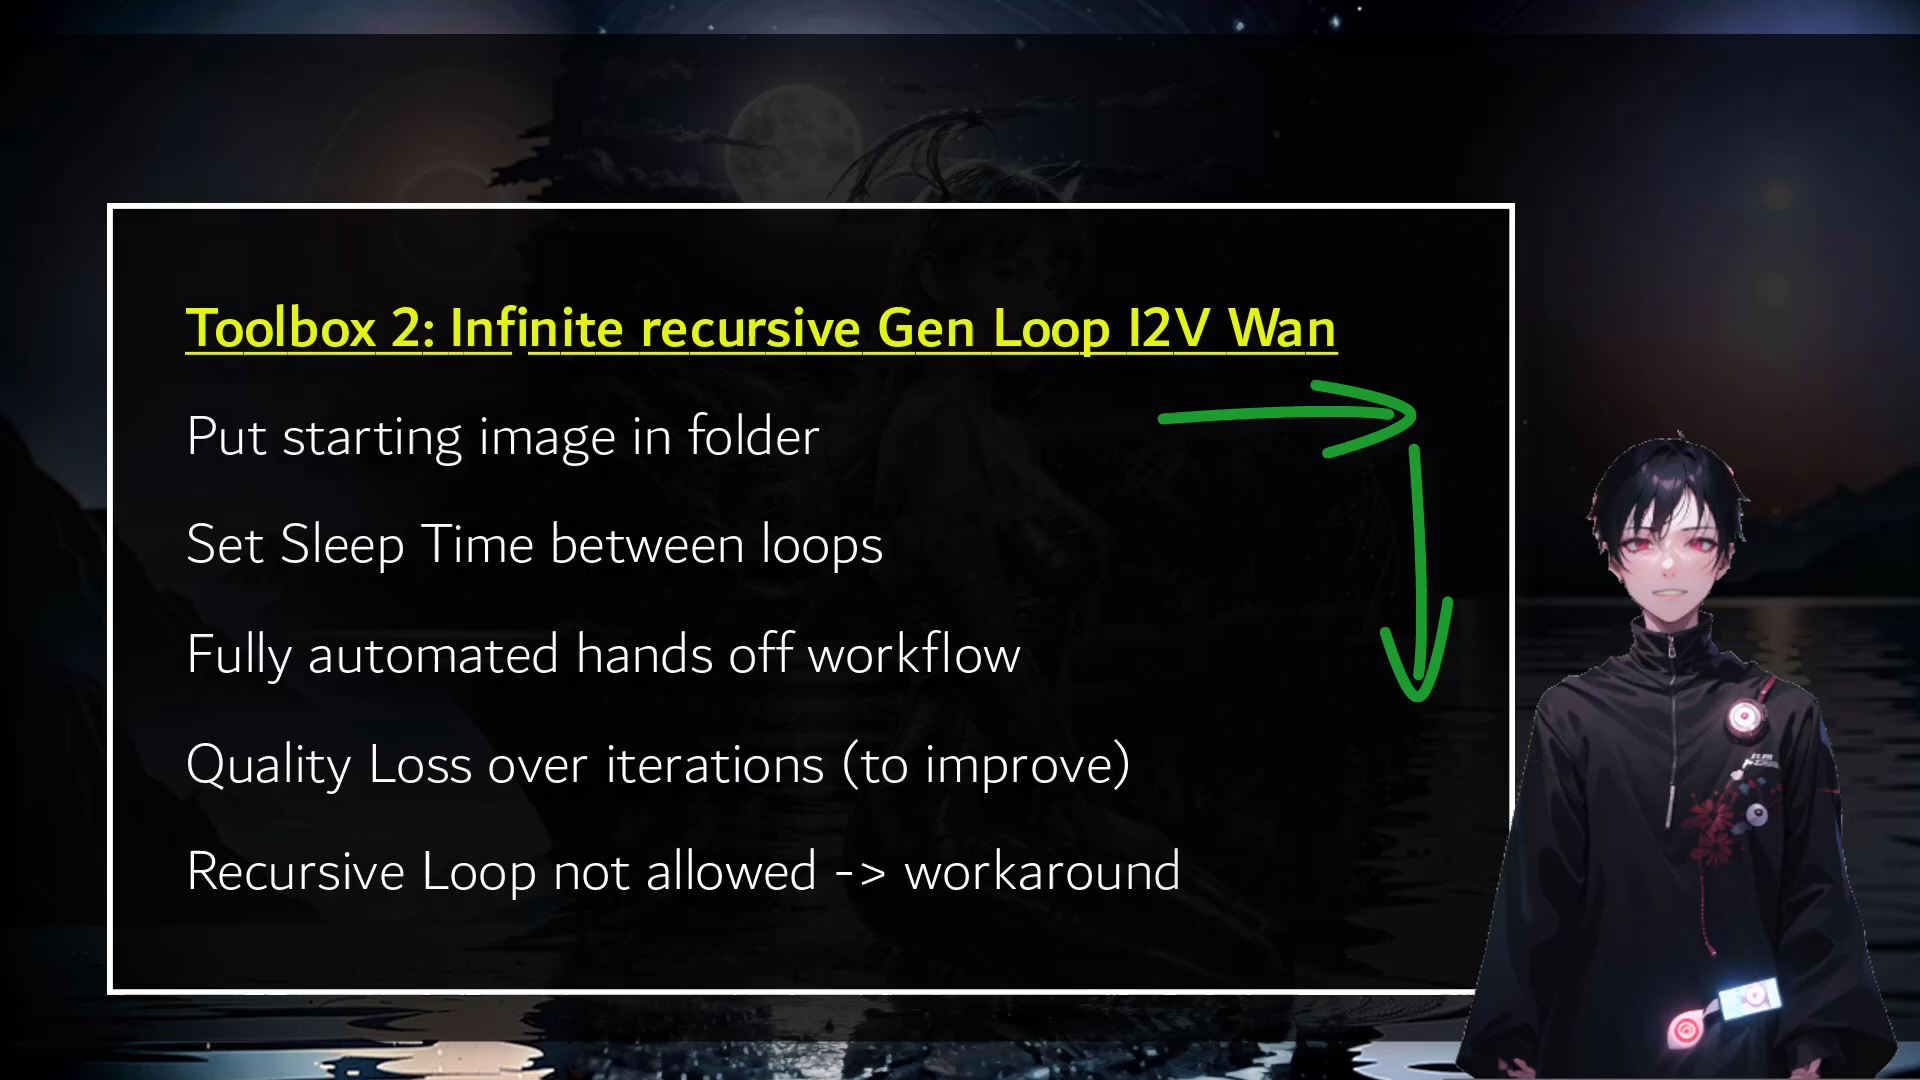 Toolbox 2: Infinite recursive Gen Loop I2V Wan
Put starting image in folder
Set Sleep Time between loops
Fully automated hands off workflow
Quality Loss over iterations (to improve)
Recursive Loop not allowed -> workaround